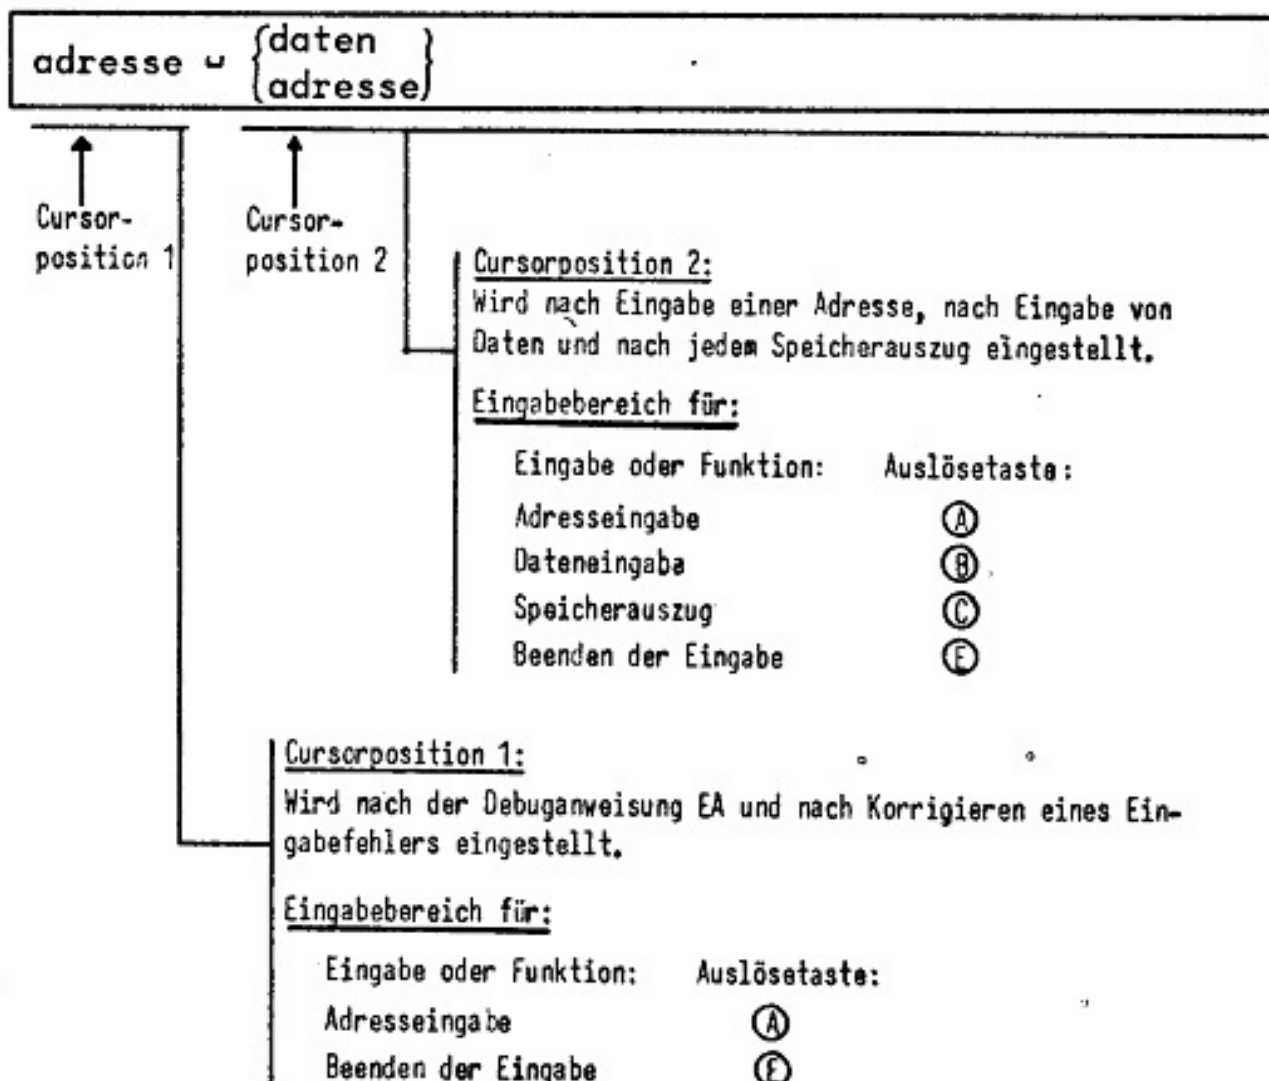 adresse ␣ {daten
adresse}
Cursor-
position 1
Cursor-
position 2
Cursorposition 2:
Wird nach Eingabe einer Adresse, nach Eingabe von
Daten und nach jedem Speicherauszug eingestellt.
Eingabebereich für:
Eingabe oder Funktion: Auslösetaste:
Adresseingabe A
Dateneingabe B
Speicherauszug C
Beenden der Eingabe E
Cursorposition 1:
Wird nach der Debuganweisung EA und nach Korrigieren eines Ein-
gabefehlers eingestellt.
Eingabebereich für:
Eingabe oder Funktion: Auslösetaste:
Adresseingabe A
Beenden der Eingabe E